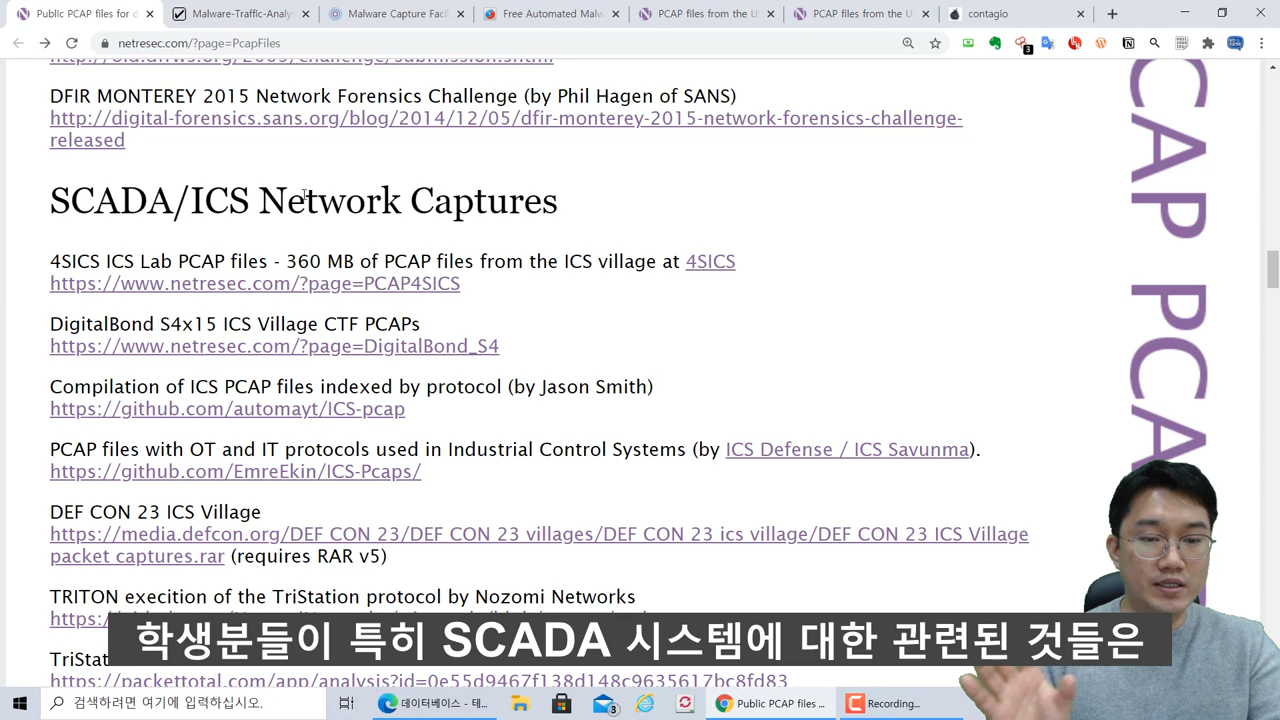 Public PCAP files for d
Malware-Traffic-Analy
Malware Capture Faci
Free Automated Malw
PCAP files from the U
PCAP files from the U
contagio
netresec.com/?page=PcapFiles
3
DFIR MONTEREY 2015 Network Forensics Challenge (by Phil Hagen of SANS)
http://digital-forensics.sans.org/blog/2014/12/05/dfir-monterey-2015-network-forensics-challenge-
released
SCADA/ICS Network Captures
4SICS ICS Lab PCAP files - 360 MB of PCAP files from the ICS village at 4SICS
https://www.netresec.com/?page=PCAP4SICS
DigitalBond S4x15 ICS Village CTF PCAPs
https://www.netresec.com/?page=DigitalBond_S4
Compilation of ICS PCAP files indexed by protocol (by Jason Smith)
https://github.com/automayt/ICS-pcap
PCAP files with OT and IT protocols used in Industrial Control Systems (by ICS Defense / ICS Savunma).
https://github.com/EmreEkin/ICS-Pcaps/
DEF CON 23 ICS Village
https://media.defcon.org/DEF CON 23/DEF CON 23 villages/DEF CON 23 ics village/DEF CON 23 ICS Village
packet captures.rar (requires RAR v5)
TRITON execition of the TriStation protocol by Nozomi Networks
TriStat
https://packettotal.com/app/analysis?id=0e55d9467f138d148c9635617bc8fd83
CAP PCAP
학생분들이 특히 SCADA 시스템에 대한 관련된 것들은
검색하려면 여기에 입력하십시오.
데이터베이스 - 테...
3
Public PCAP files ...
Recording...